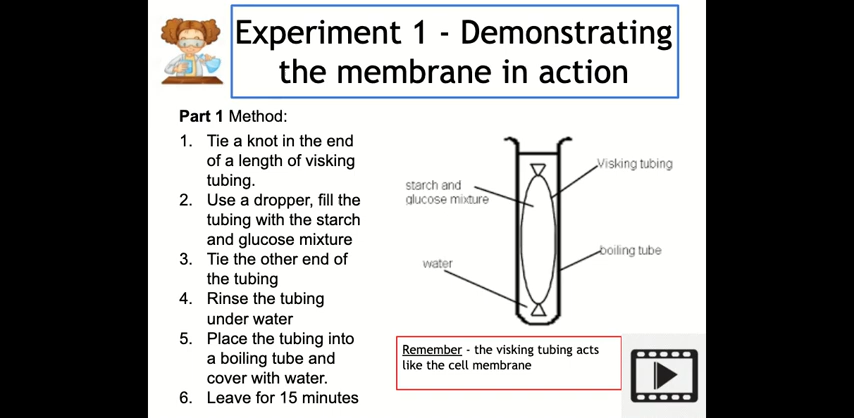 Experiment 1 - Demonstrating
the membrane in action
Part 1 Method:
1. Tie a knot in the end
of a length of visking
tubing.
2. Use a dropper, fill the
tubing with the starch
and glucose mixture
3. Tie the other end of
the tubing
4. Rinse the tubing
under water
5. Place the tubing into
a boiling tube and
cover with water.
6. Leave for 15 minutes
Visking tubing
starch and
glucose mixture
boiling tube
water
Remember - the visking tubing acts
like the cell membrane